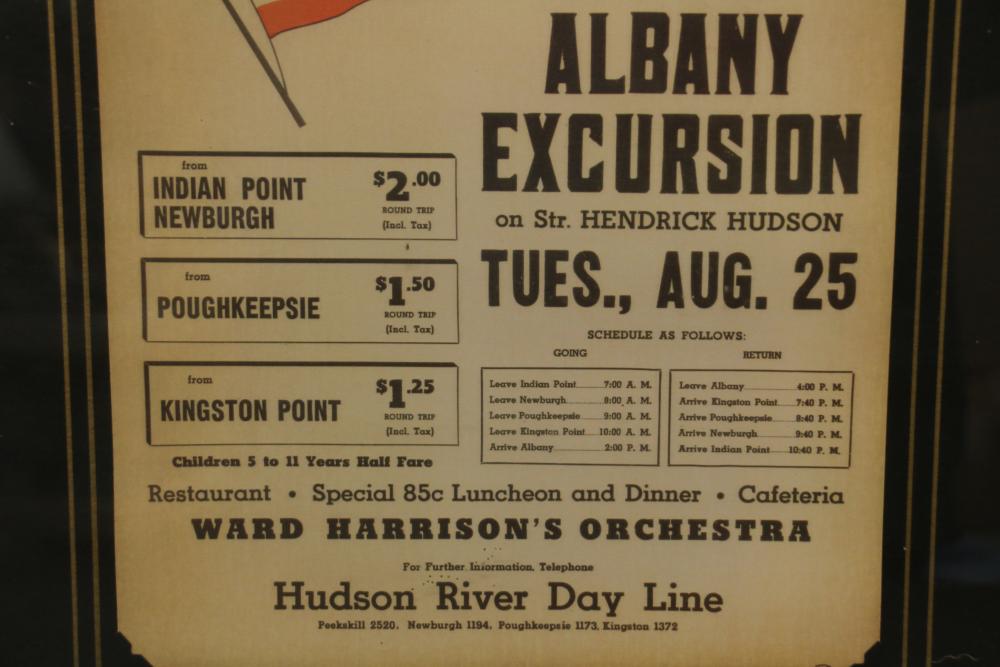 ALBANY
EXCURSION
on Str. HENDRICK HUDSON
TUES., AUG. 25
from
INDIAN POINT
NEWBURGH
$2.00
ROUND TRIP
(Incl. Tax)
from
POUGHKEEPSIE
$1.50
ROUND TRIP
(Incl. Tax)
from
KINGSTON POINT
$1.25
ROUND TRIP
(Incl. Tax)
Children 5 to 11 Years Half Fare
SCHEDULE AS FOLLOWS:
GOING
Leave Indian Point 7:00 A. M.
Leave Newburgh 8:00 A. M.
Leave Poughkeepsie 9:00 A. M.
Leave Kingston Point 10:00 A. M.
Arrive Albany 2:00 P. M.
RETURN
Leave Albany 4:00 P. M.
Arrive Kingston Point 7:40 P. M.
Arrive Poughkeepsie 8:40 P. M.
Arrive Newburgh 9:40 P. M.
Arrive Indian Point 10:40 P. M.
Restaurant • Special 85c Luncheon and Dinner • Cafeteria
WARD HARRISON'S ORCHESTRA
For Further Information, Telephone
Hudson River Day Line
Peekskill 2520, Newburgh 1194, Poughkeepsie 1173, Kingston 1372